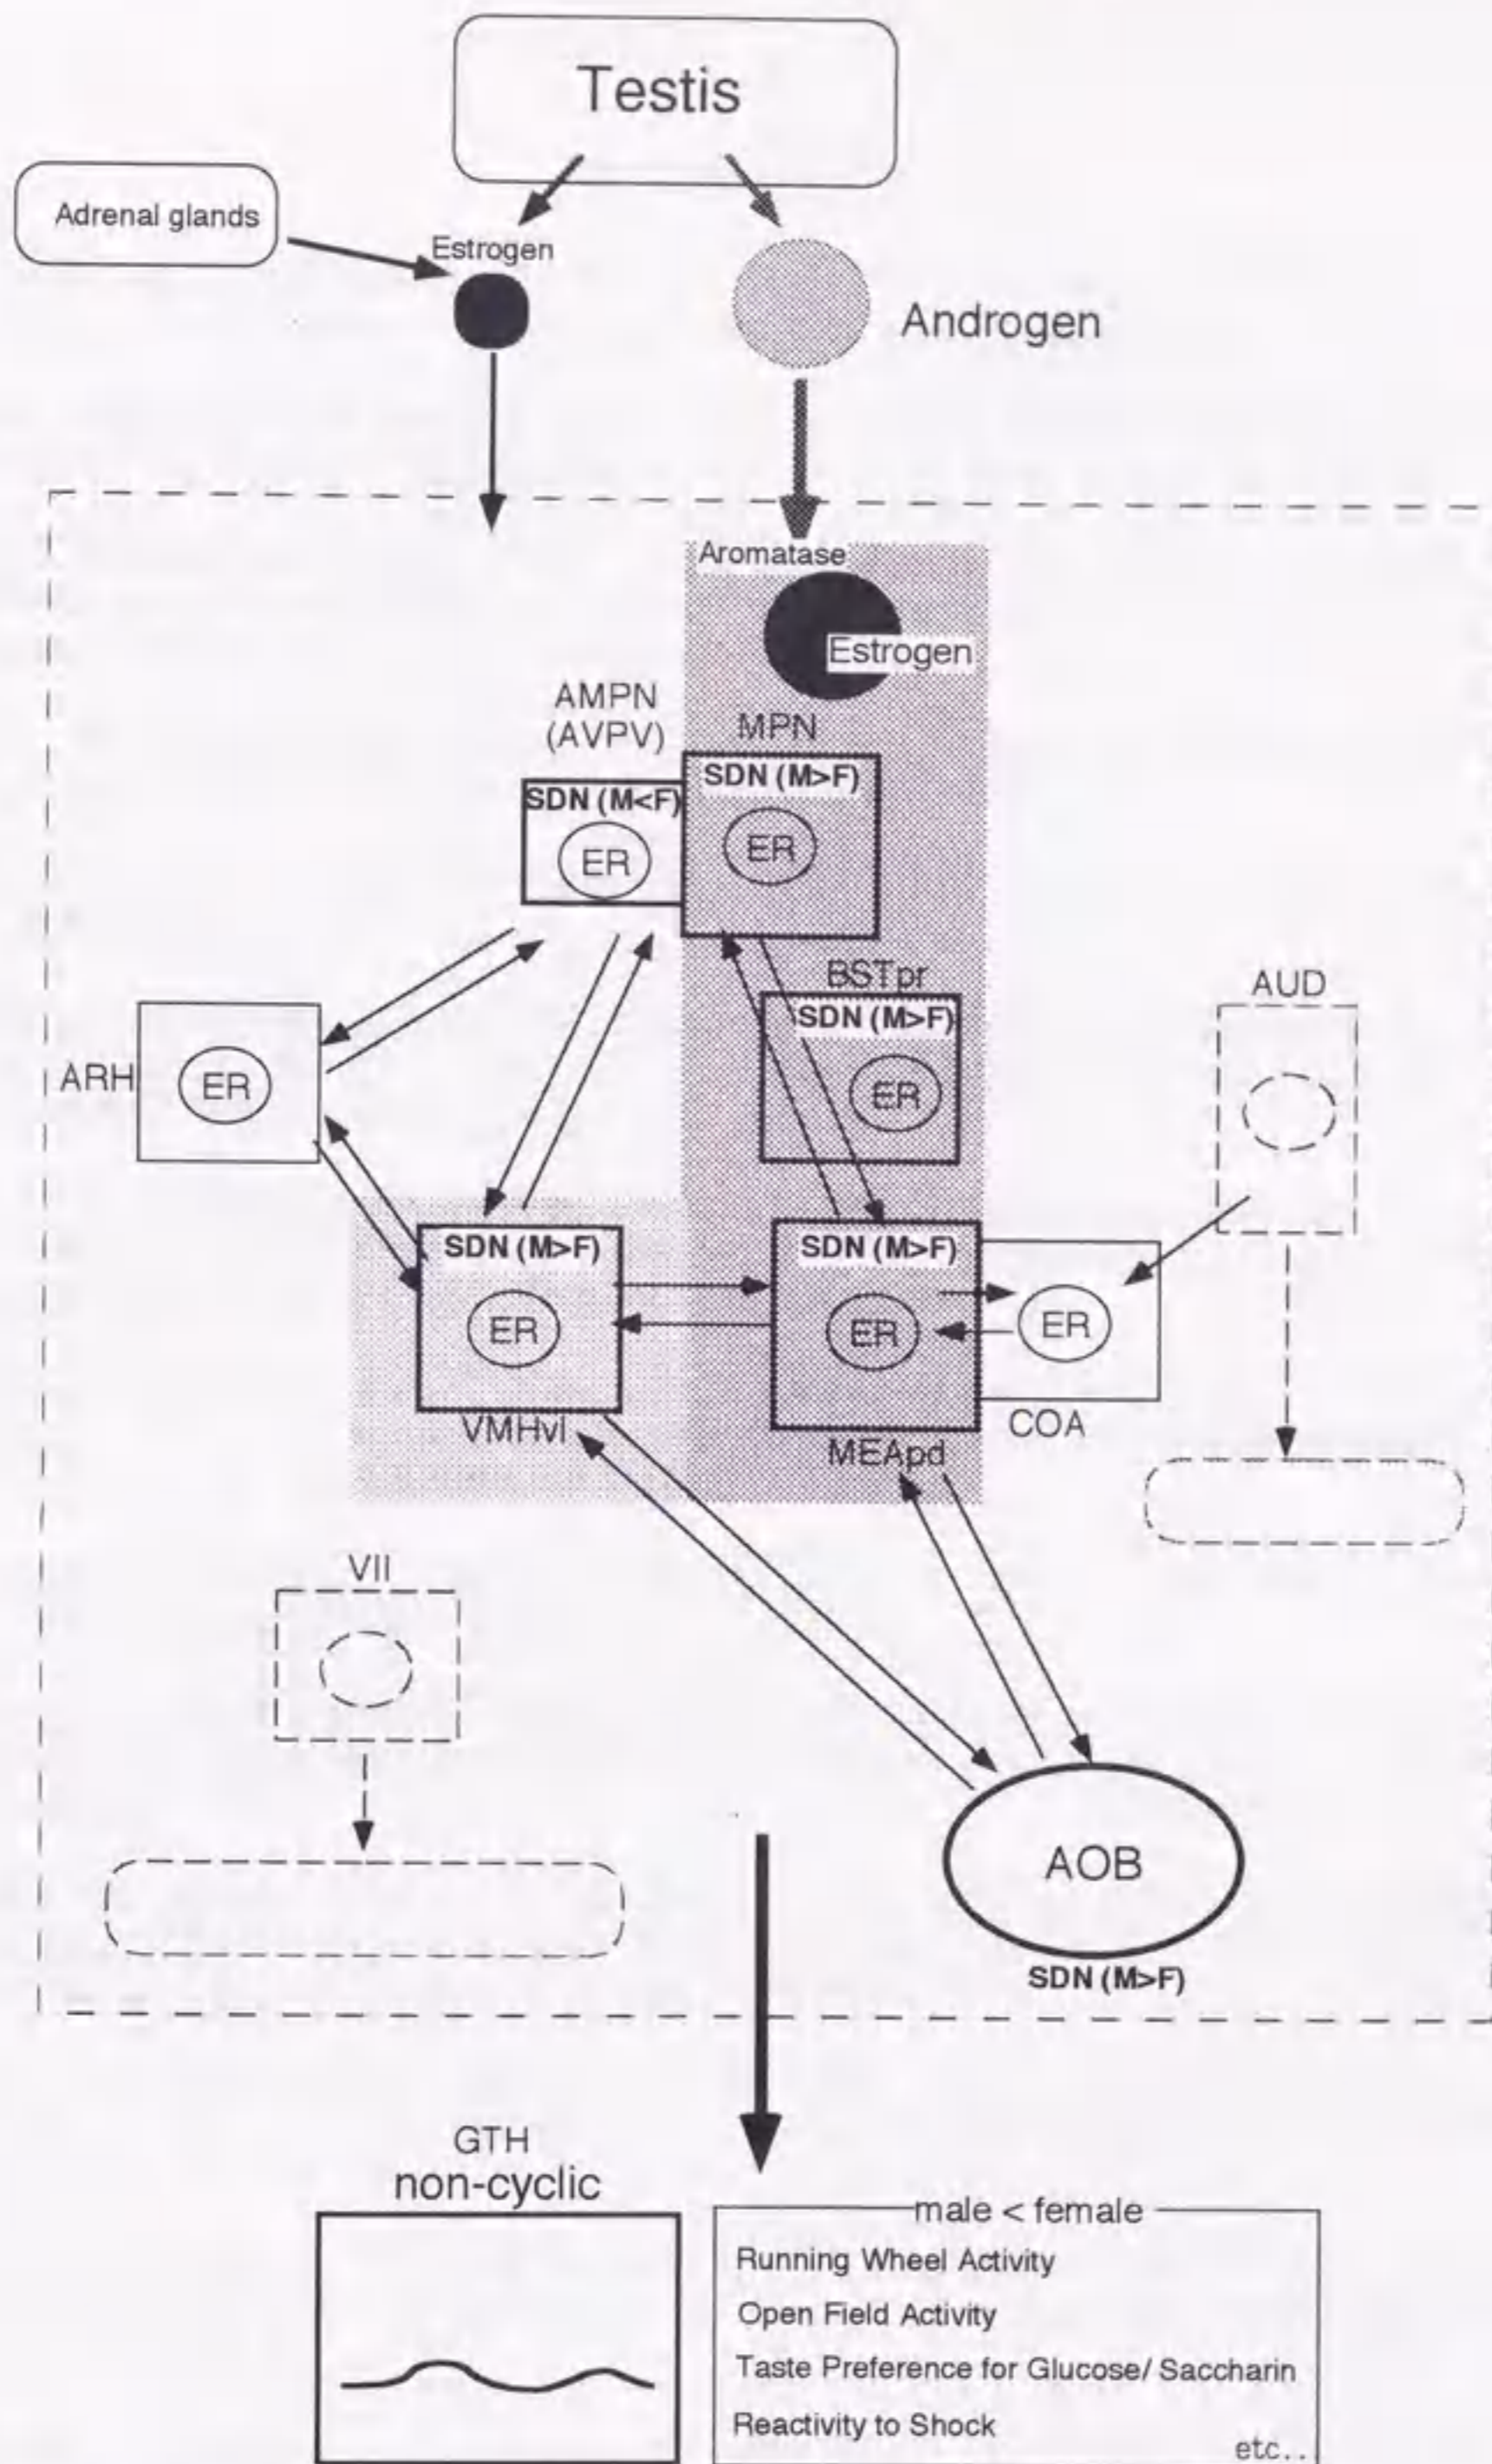 Testis
Adrenal glands
Estrogen
Androgen
Aromatase
Estrogen
AMPN
(AVPV)
MPN
SDN (M<F)
ER
SDN (M>F)
ER
BSTpr
SDN (M>F)
ER
AUD
ARH
ER
SDN (M>F)
ER
VMHvl
SDN (M>F)
ER
MEApd
ER
COA
VII
AOB
SDN (M>F)
GTH
non-cyclic
male < female
Running Wheel Activity
Open Field Activity
Taste Preference for Glucose/ Saccharin
Reactivity to Shock
etc..